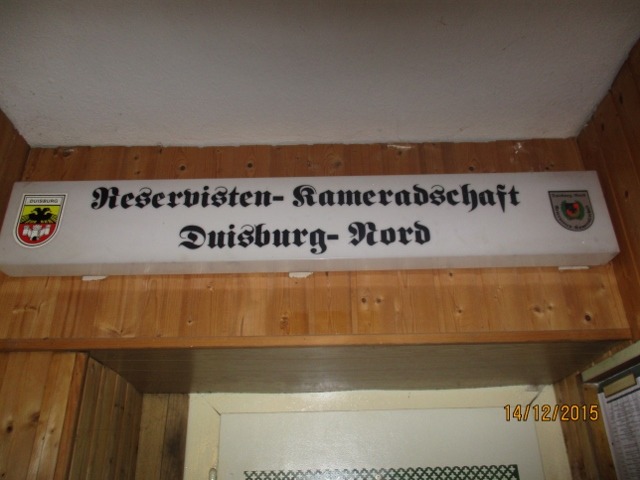 DUISBURG
Reservisten- Kameradschaft
Duisburg- Nord
14/12/2015